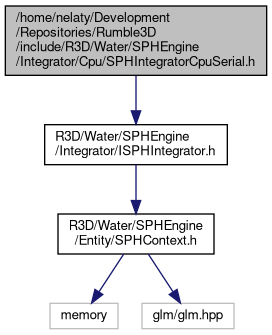 /home/nelaty/Development
/Repositories/Rumble3D
/include/R3D/Water/SPHEngine
/Integrator/Cpu/SPHIntegratorCpuSerial.h
R3D/Water/SPHEngine
/Integrator/ISPHIntegrator.h
R3D/Water/SPHEngine
/Entity/SPHContext.h
memory
glm/glm.hpp